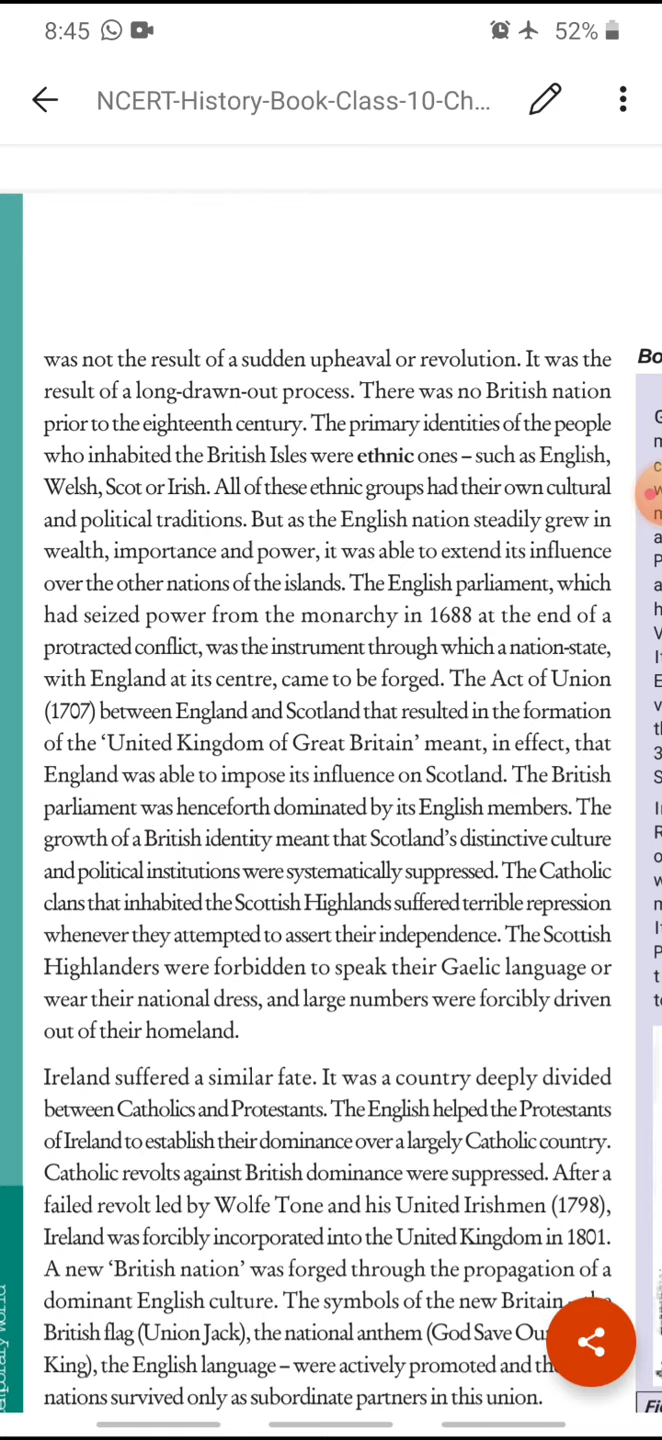 8:45
52%
NCERT-History-Book-Class-10-Ch...
was not the result of a sudden upheaval or revolution. It was the
result of a long-drawn-out process. There was no British nation
prior to the eighteenth century. The primary identities of the people
who inhabited the British Isles were ethnic ones – such as English,
Welsh, Scot or Irish. All of these ethnic groups had their own cultural
and political traditions. But as the English nation steadily grew in
wealth, importance and power, it was able to extend its influence
over the other nations of the islands. The English parliament, which
had seized power from the monarchy in 1688 at the end of a
protracted conflict, was the instrument through which a nation-state,
with England at its centre, came to be forged. The Act of Union
(1707) between England and Scotland that resulted in the formation
of the ‘United Kingdom of Great Britain’ meant, in effect, that
England was able to impose its influence on Scotland. The British
parliament was henceforth dominated by its English members. The
growth of a British identity meant that Scotland’s distinctive culture
and political institutions were systematically suppressed. The Catholic
clans that inhabited the Scottish Highlands suffered terrible repression
whenever they attempted to assert their independence. The Scottish
Highlanders were forbidden to speak their Gaelic language or
wear their national dress, and large numbers were forcibly driven
out of their homeland.
Ireland suffered a similar fate. It was a country deeply divided
between Catholics and Protestants. The English helped the Protestants
of Ireland to establish their dominance over a largely Catholic country.
Catholic revolts against British dominance were suppressed. After a
failed revolt led by Wolfe Tone and his United Irishmen (1798),
Ireland was forcibly incorporated into the United Kingdom in 1801.
A new ‘British nation’ was forged through the propagation of a
dominant English culture. The symbols of the new Britain –
British flag (Union Jack), the national anthem (God Save
King), the English language – were actively promoted and
nations survived only as subordinate partners in this union.